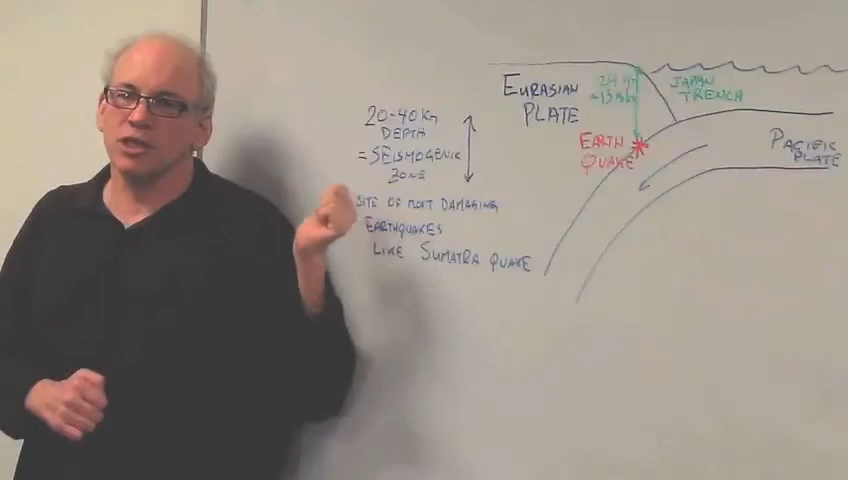 20-40 Km
DEPTH
= SEISMOGENIC
ZONE
SITE OF MOST DAMAGING
EARTHQUAKES
LIKE SUMATRA QUAKE
EURASIAN
PLATE
JAPAN
TRENCH
EARTH
QUAKE
PACIFIC
PLATE